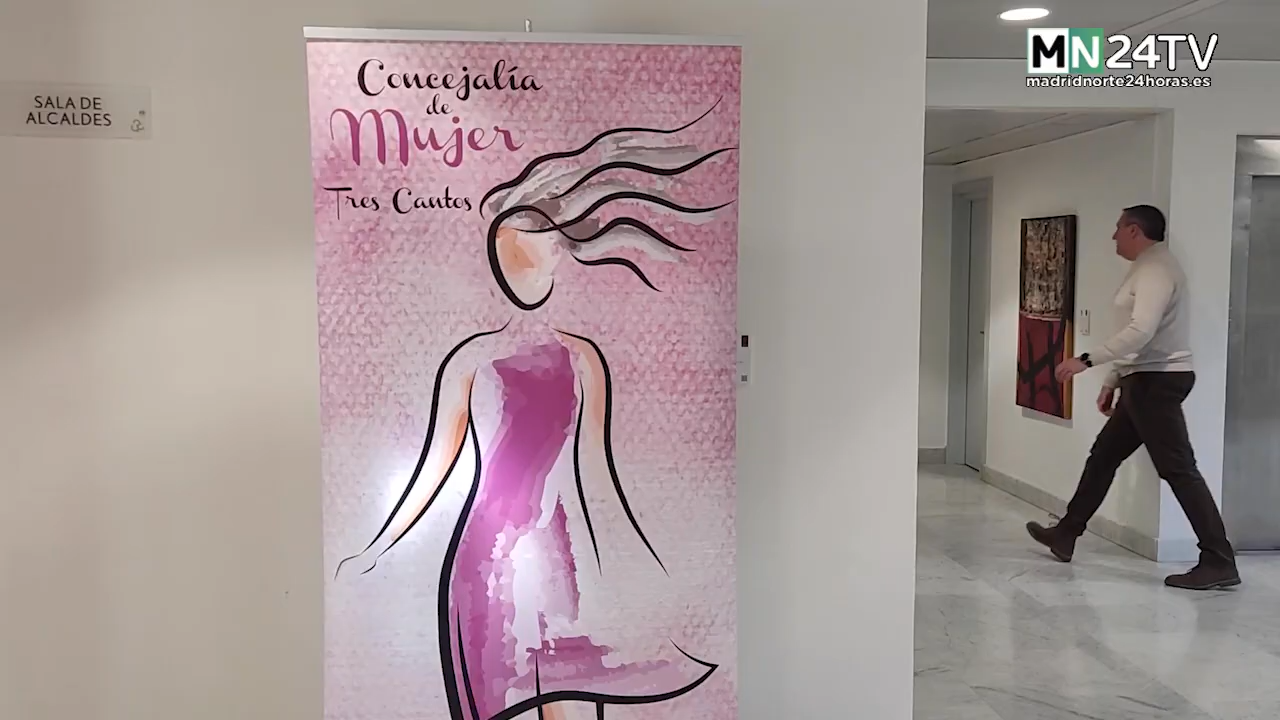 SALA DE
ALCALDES
Concejalía
de
Mujer
Tres Cantos
MN24TV
madridnorte24horas.es